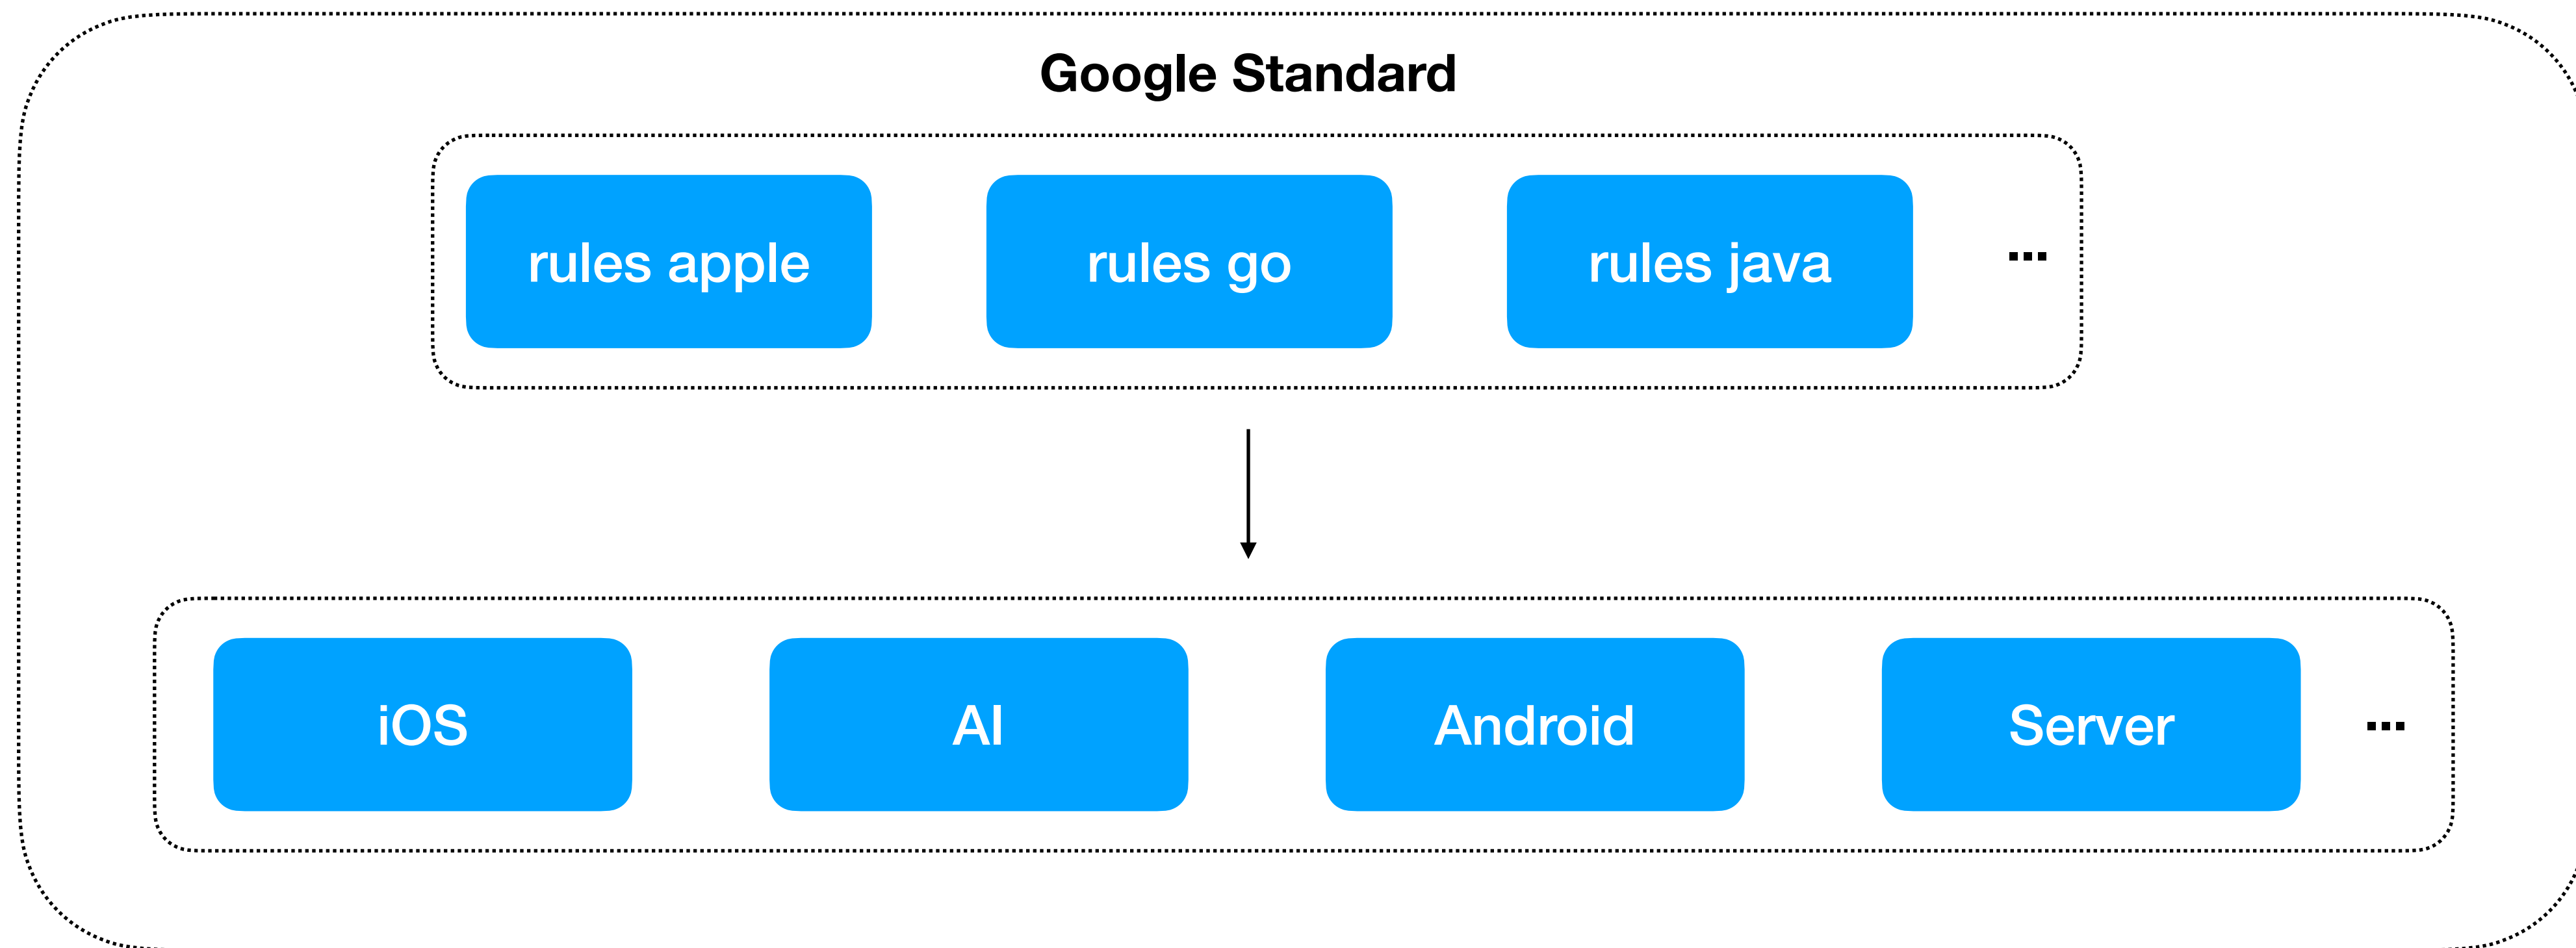 Google Standard
rules apple
rules go
rules java
...
iOS
AI
Android
Server
...